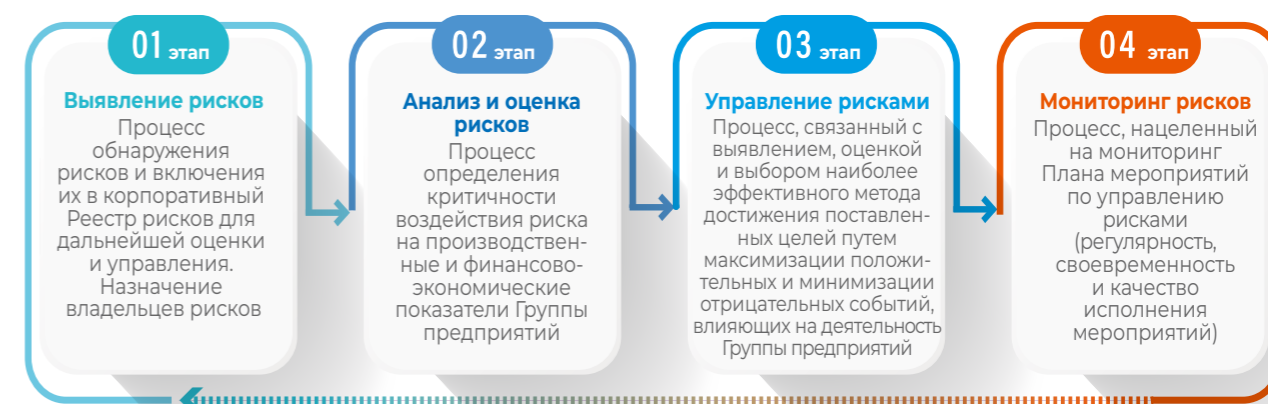 01 этап
Выявление рисков
Процесс
обнаружения
рисков и включения
их в корпоративный
Реестр рисков для
дальнейшей оценки
и управления.
Назначение
владельцев рисков
02 этап
Анализ и оценка
рисков
Процесс
определения
критичности
воздействия риска
на производствен-
ные и финансово-
экономические
показатели Группы
предприятий
03 этап
Управление рисками
Процесс, связанный с
выявлением, оценкой
и выбором наиболее
эффективного метода
достижения поставлен-
ных целей путем
максимизации положи-
тельных и минимизации
отрицательных событий,
влияющих на деятельность
Группы предприятий
04 этап
Мониторинг рисков
Процесс, нацеленный
на мониторинг
Плана мероприятий
по управлению
рисками
(регулярность,
своевременность
и качество
исполнения
мероприятий)